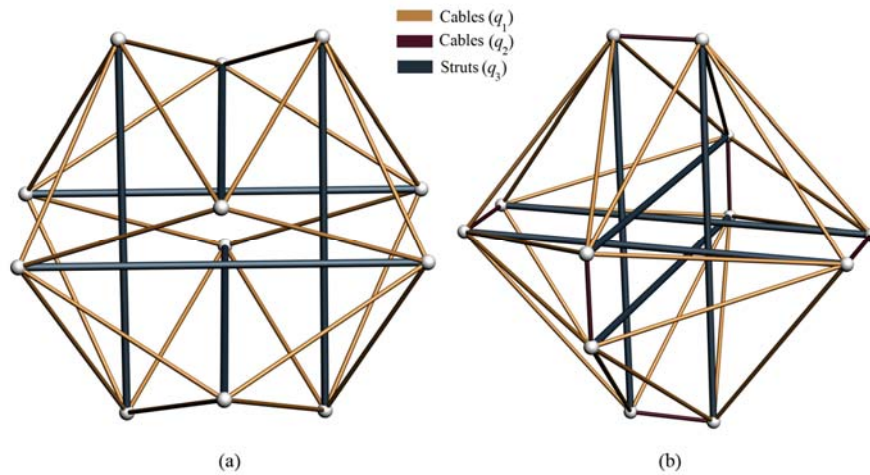 Cables (q₁)
Cables (q₂)
Struts (q₃)
(a)
(b)